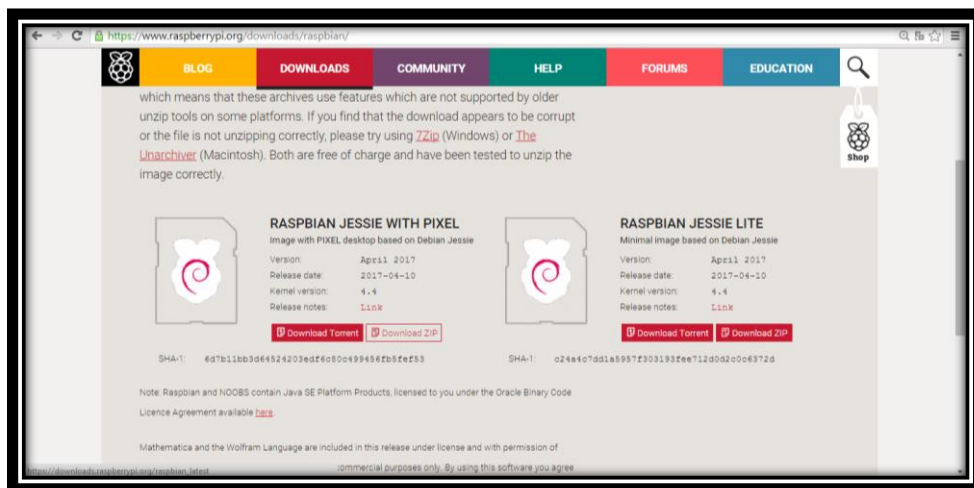 https://www.raspberrypi.org/downloads/raspbian/
BLOG DOWNLOADS COMMUNITY HELP FORUMS EDUCATION
Shop
which means that these archives use features which are not supported by older
unzip tools on some platforms. If you find that the download appears to be corrupt
or the file is not unzipping correctly, please try using 7Zip (Windows) or The
Unarchiver (Macintosh). Both are free of charge and have been tested to unzip the
image correctly.
RASPBIAN JESSIE WITH PIXEL
Image with PIXEL desktop based on Debian Jessie
Version: April 2017
Release date: 2017-04-10
Kernel version: 4.4
Release notes: Link
Download Torrent Download ZIP
SHA-1:
RASPBIAN JESSIE LITE
Minimal image based on Debian Jessie
Version: April 2017
Release date: 2017-04-10
Kernel version: 4.4
Release notes: Link
Download Torrent Download ZIP
SHA-1:
Note: Raspbian and NOOBS contain Java SE Platform Products, licensed to you under the Oracle Binary Code
Licence Agreement available here.
Mathematica and the Wolfram Language are included in this release under license and with permission of
commercial purposes only. By using this software you agree
https://downloads.raspberrypi.org/raspbian_latest